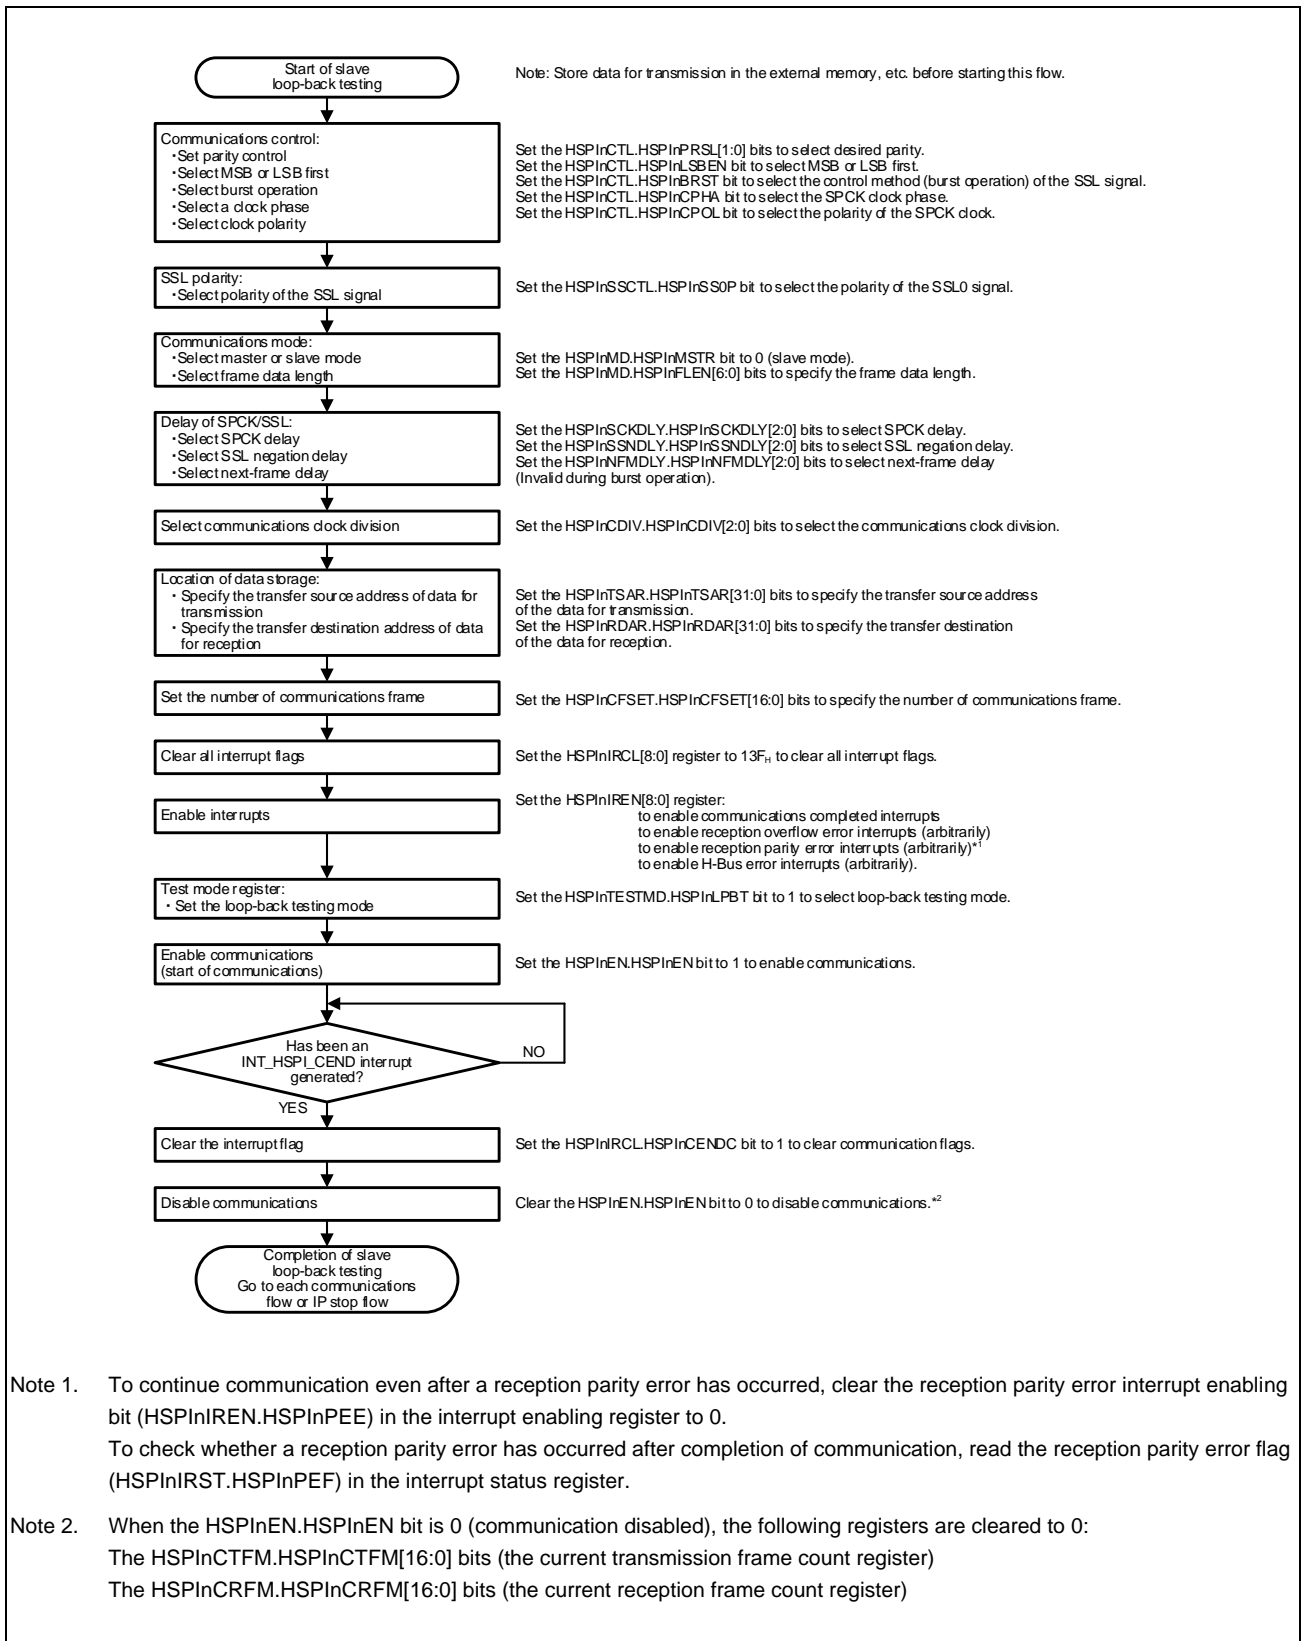 Start of slave
loop-back testing
Note: Store data for transmission in the external memory, etc. before starting this flow.
Communications control:
・Set parity control
・Select MSB or LSB first
・Select burst operation
・Select a clock phase
・Select clock polarity
Set the HSPInCTL.HSPInPRSL[1:0] bits to select desired parity.
Set the HSPInCTL.HSPInLSBEN bit to select MSB or LSB first.
Set the HSPInCTL.HSPInBRST bit to select the control method (burst operation) of the SSL signal.
Set the HSPInCTL.HSPInCPHA bit to select the SPCK clock phase.
Set the HSPInCTL.HSPInCPOL bit to select the polarity of the SPCK clock.
SSL polarity:
・Select polarity of the SSL signal
Set the HSPInSSCTL.HSPInSS0P bit to select the polarity of the SSL0 signal.
Communications mode:
・Select master or slave mode
・Select frame data length
Set the HSPInMD.HSPInMSTR bit to 0 (slave mode).
Set the HSPInMD.HSPInFLEN[6:0] bits to specify the frame data length.
Delay of SPCK/SSL:
・Select SPCK delay
・Select SSL negation delay
・Select next-frame delay
Set the HSPInSCKDLY.HSPInSCKDLY[2:0] bits to select SPCK delay.
Set the HSPInSSNDLY.HSPInSSNDLY[2:0] bits to select SSL negation delay.
Set the HSPInNFMDLY.HSPInNFMDLY[2:0] bits to select next-frame delay
(Invalid during burst operation).
Select communications clock division
Set the HSPInCDIV.HSPInCDIV[2:0] bits to select the communications clock division.
Location of data storage:
・ Specify the transfer source address of data for
transmission
・ Specify the transfer destination address of data
for reception
Set the HSPInTSAR.HSPInTSAR[31:0] bits to specify the transfer source address
of the data for transmission.
Set the HSPInRDAR.HSPInRDAR[31:0] bits to specify the transfer destination
of the data for reception.
Set the number of communications frame
Set the HSPInCFSET.HSPInCFSET[16:0] bits to specify the number of communications frame.
Clear all interrupt flags
Set the HSPInIRCL[8:0] register to 13FH to clear all interrupt flags.
Enable interrupts
Set the HSPInIREN[8:0] register:
to enable communications completed interrupts
to enable reception overflow error interrupts (arbitrarily)
to enable reception parity error interrupts (arbitrarily)*1
to enable H-Bus error interrupts (arbitrarily).
Test mode register:
・ Set the loop-back testing mode
Set the HSPInTESTMD.HSPInLPBT bit to 1 to select loop-back testing mode.
Enable communications
(start of communications)
Set the HSPInEN.HSPInEN bit to 1 to enable communications.
Has been an
INT_HSPI_CEND interrupt
generated?
NO
YES
Clear the interrupt flag
Set the HSPInIRCL.HSPInCENDC bit to 1 to clear communication flags.
Disable communications
Clear the HSPInEN.HSPInEN bit to 0 to disable communications.*2
Completion of slave
loop-back testing
Go to each communications
flow or IP stop flow
Note 1. To continue communication even after a reception parity error has occurred, clear the reception parity error interrupt enabling
bit (HSPInIREN.HSPInPEE) in the interrupt enabling register to 0.
To check whether a reception parity error has occurred after completion of communication, read the reception parity error flag
(HSPInIRST.HSPInPEF) in the interrupt status register.
Note 2. When the HSPInEN.HSPInEN bit is 0 (communication disabled), the following registers are cleared to 0:
The HSPInCTFM.HSPInCTFM[16:0] bits (the current transmission frame count register)
The HSPInCRFM.HSPInCRFM[16:0] bits (the current reception frame count register)